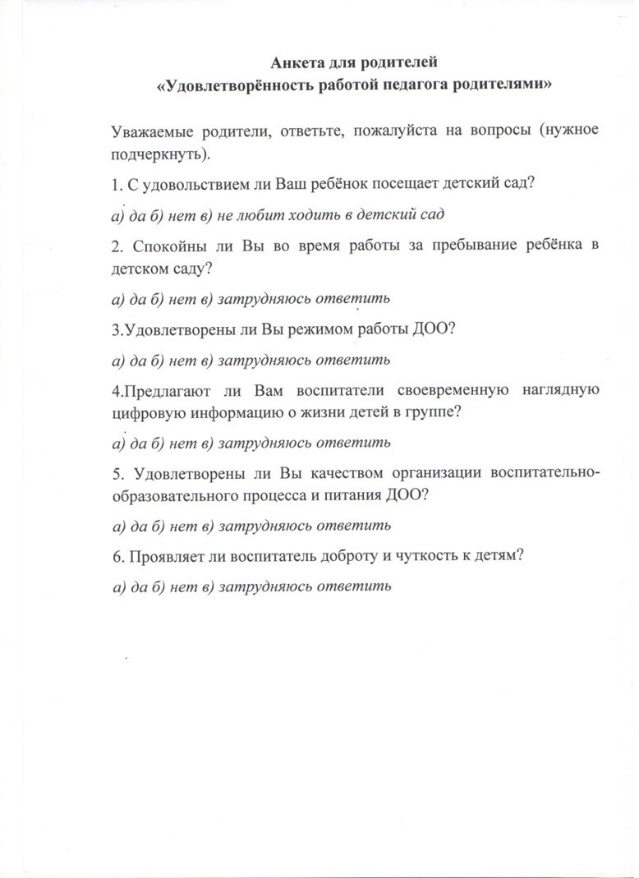 Анкета для родителей
«Удовлетворённость работой педагога родителями»
Уважаемые родители, ответьте, пожалуйста на вопросы (нужное
подчеркнуть).
1. С удовольствием ли Ваш ребёнок посещает детский сад?
а) да б) нет в) не любит ходить в детский сад
2. Спокойны ли Вы во время работы за пребывание ребёнка в
детском саду?
а) да б) нет в) затрудняюсь ответить
3.Удовлетворены ли Вы режимом работы ДОО?
а) да б) нет в) затрудняюсь ответить
4.Предлагают ли Вам воспитатели своевременную наглядную
цифровую информацию о жизни детей в группе?
а) да б) нет в) затрудняюсь ответить
5. Удовлетворены ли Вы качеством организации воспитательно-
образовательного процесса и питания ДОО?
а) да б) нет в) затрудняюсь ответить
6. Проявляет ли воспитатель доброту и чуткость к детям?
а) да б) нет в) затрудняюсь ответить